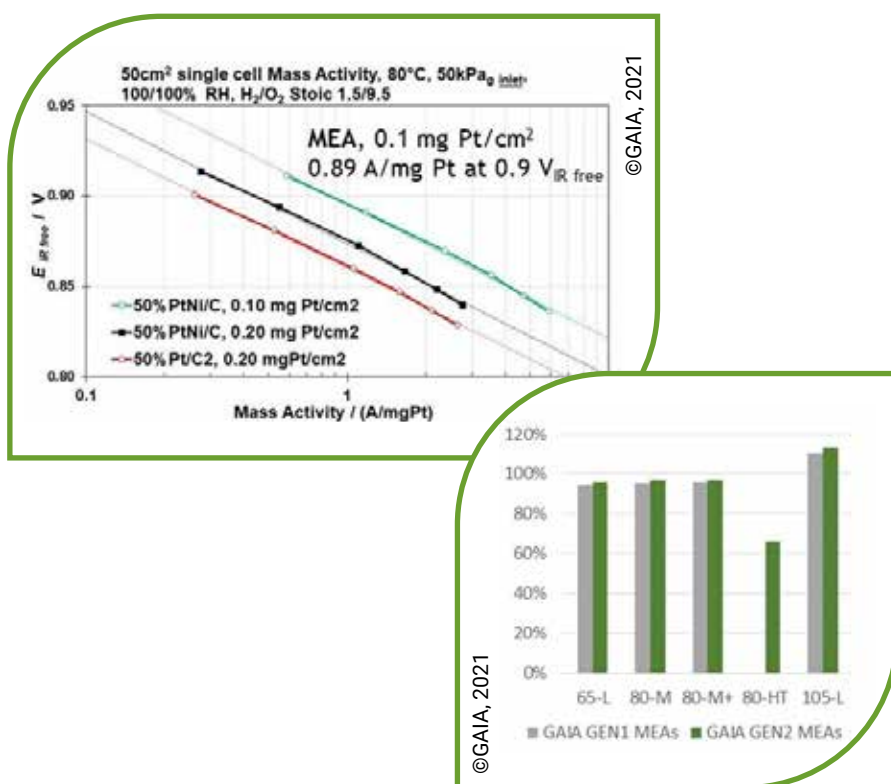 50cm² single cell Mass Activity, 80°C, 50kPag inlet,
100/100% RH, H₂/O₂ Stoic 1.5/9.5
MEA, 0.1 mg Pt/cm²
0.89 A/mg Pt at 0.9 V IR free
E IR free / V
0.95
0.90
0.85
0.80
50% PtNi/C, 0.10 mg Pt/cm2
50% PtNi/C, 0.20 mg Pt/cm2
50% Pt/C2, 0.20 mgPt/cm2
0.1
1
Mass Activity / (A/mgPt)
©GAIA, 2021
120%
100%
80%
60%
40%
20%
0%
65-L 80-M 80-M+ 80-HT 105-L
GAIA GEN1 MEAs GAIA GEN2 MEAs
©GAIA, 2021